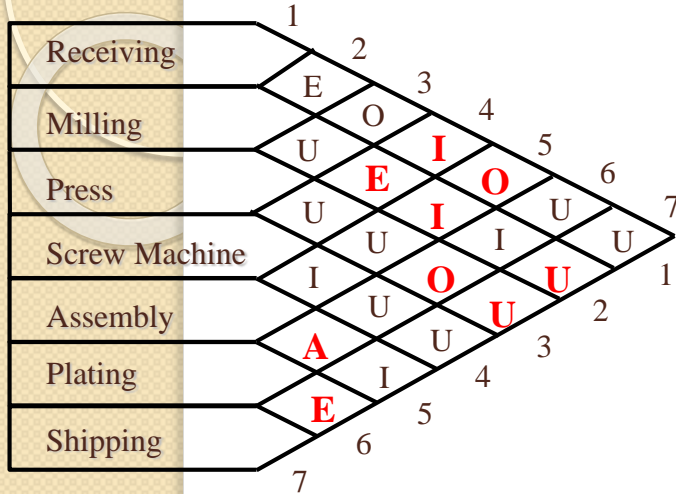 1
Receiving 2
E 3
Milling O 4
U I 5
Press E O 6
U I U 7
Screw Machine U I U 1
I O U 2
Assembly U U 3
A U 4
Plating I 5
E 6
Shipping
7